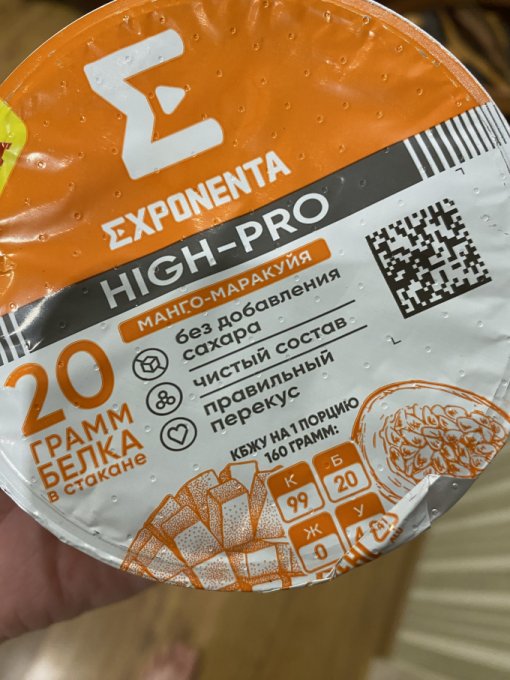 EXPONENTA
HIGH-PRO
МАНГО-МАРАКУЙЯ
без добавления
сахара
чистый состав
правильный
перекус
20
ГРАММ
БЕЛКА
в стакане
КБЖУ НА 1 ПОРЦИЮ
160 ГРАММ:
К
99
Б
20
Ж
0
У